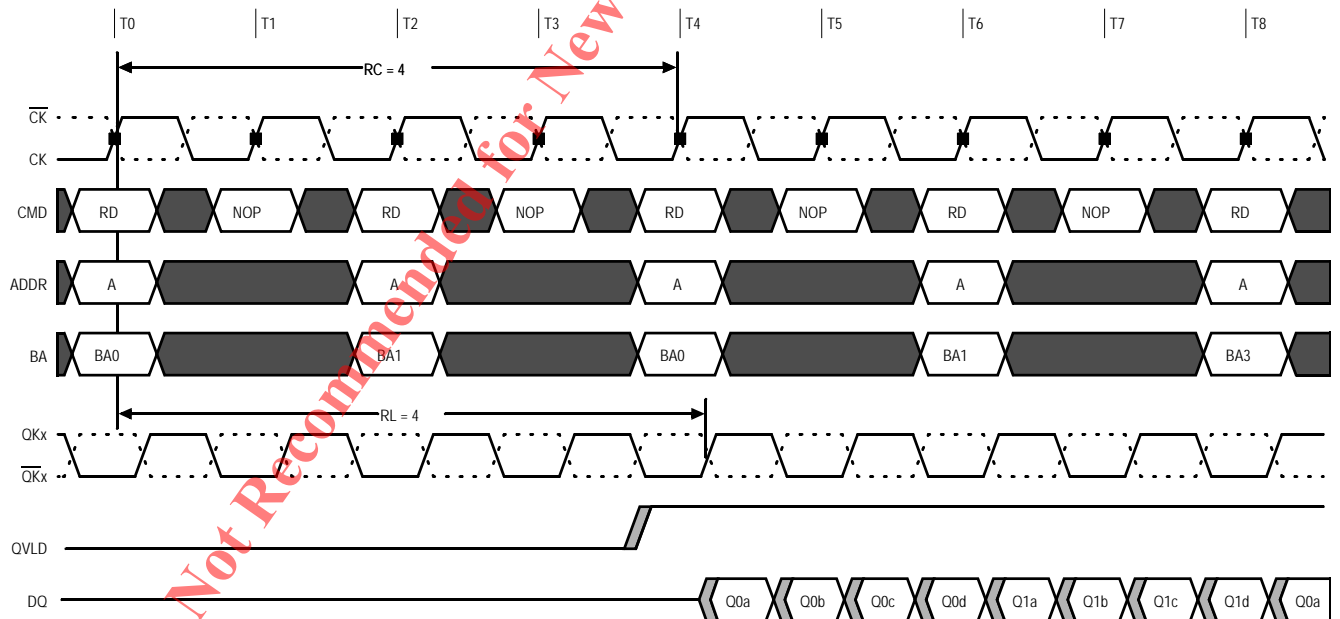 T0 T1 T2 T3 T4 T5 T6 T7 T8
RC = 4
CK
CK
CMD RD NOP RD NOP RD NOP RD NOP RD
ADDR A A A A A
BA BA0 BA1 BA0 BA1 BA3
RL = 4
QKx
QKx
QVLD
DQ Q0a Q0b Q0c Q0d Q1a Q1b Q1c Q1d Q0a
Not Recommended for New